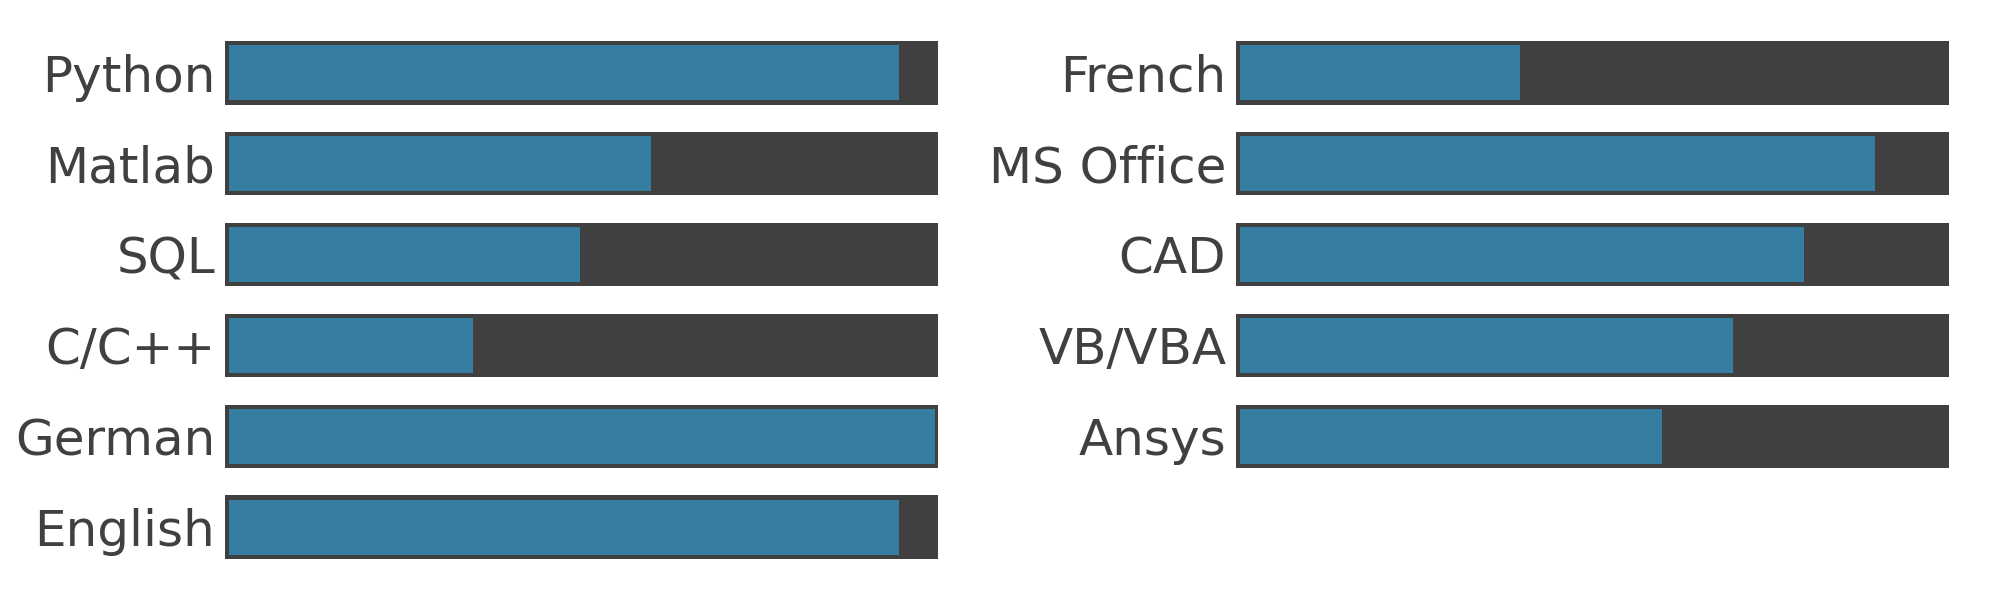 Python
Matlab
SQL
C/C++
German
English
French
MS Office
CAD
VB/VBA
Ansys